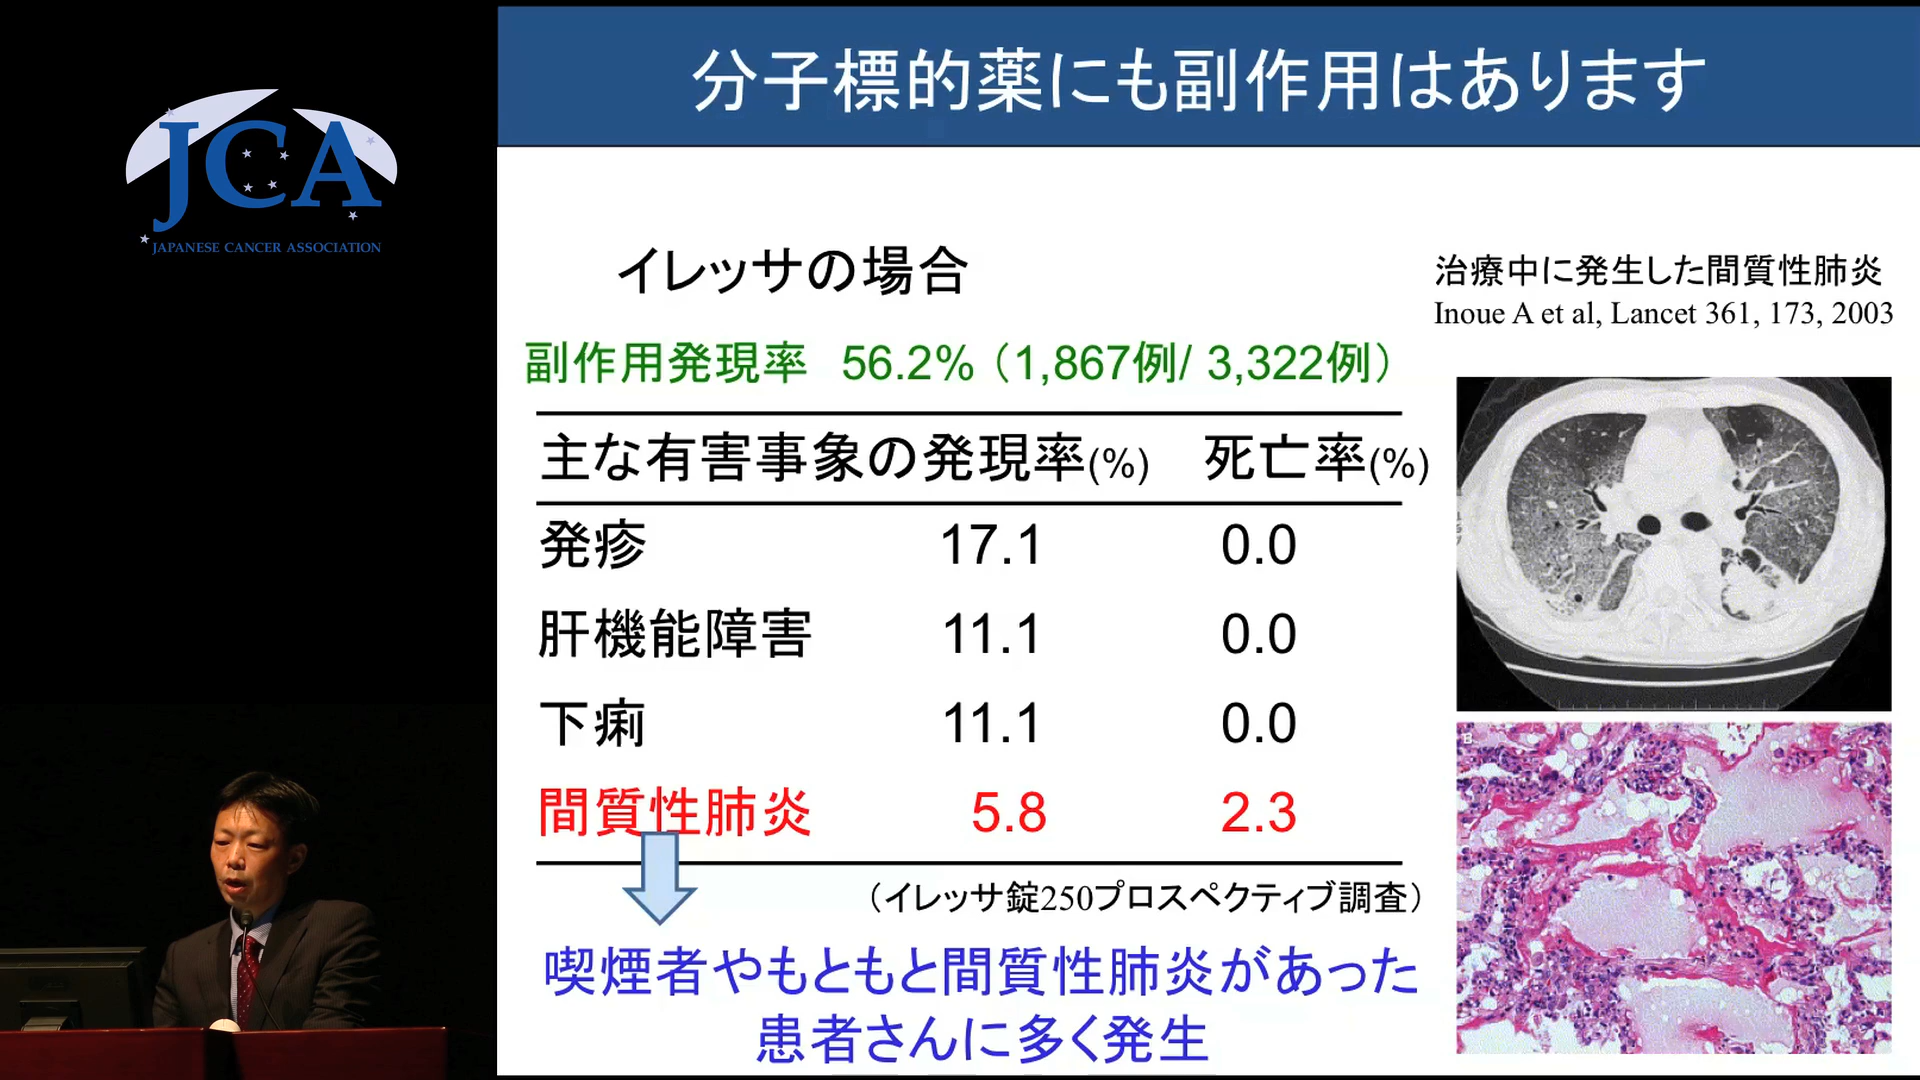 JCA
JAPANESE CANCER ASSOCIATION
分子標的薬にも副作用はあります
イレッサの場合
副作用発現率 56.2%（1,867例/ 3,322例）
主な有害事象の発現率(%) 死亡率(%)
発疹 17.1 0.0
肝機能障害 11.1 0.0
下痢 11.1 0.0
間質性肺炎 5.8 2.3
（イレッサ錠250プロスペクティブ調査）
喫煙者やもともと間質性肺炎があった
患者さんに多く発生
治療中に発生した間質性肺炎
Inoue A et al, Lancet 361, 173, 2003
B